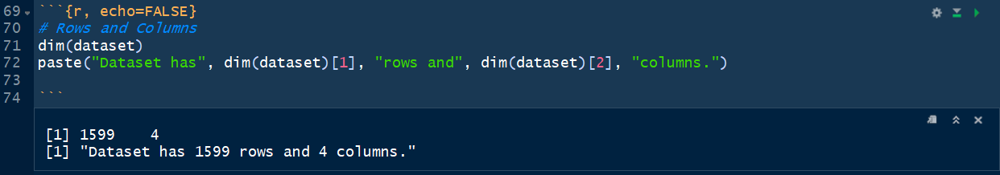 69 ```{r, echo=FALSE}
70 # Rows and Columns
71 dim(dataset)
72 paste("Dataset has", dim(dataset)[1], "rows and", dim(dataset)[2], "columns.")
73
74 ```
[1] 1599    4
[1] "Dataset has 1599 rows and 4 columns."